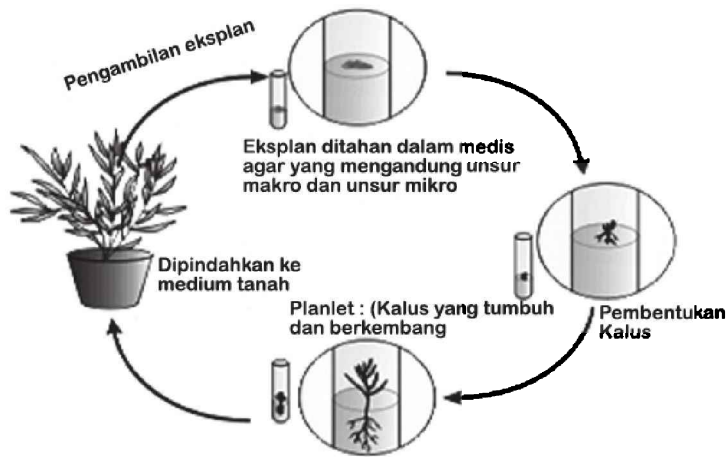 Pengambilan eksplan
Eksplan ditahan dalam medis
agar yang mengandung unsur
makro dan unsur mikro
Pembentukan
Kalus
Planlet : (Kalus yang tumbuh
dan berkembang
Dipindahkan ke
medium tanah